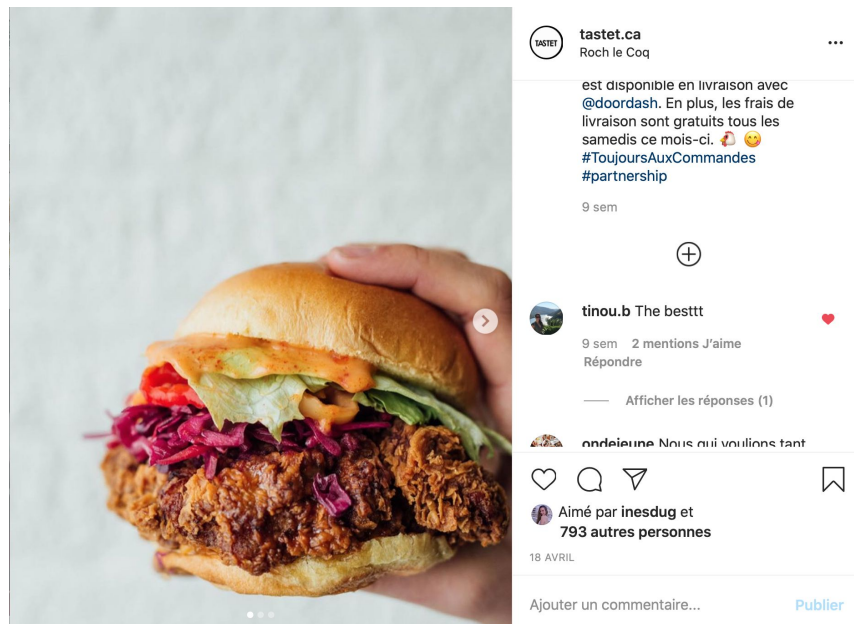 TASTET
tastet.ca
Roch le Coq
est disponible en livraison avec
@doordash. En plus, les frais de
livraison sont gratuits tous les
samedis ce mois-ci. 🐔 😋
#ToujoursAuxCommandes
#partnership
9 sem
tinou.b The besttt
9 sem 2 mentions J’aime
Répondre
Afficher les réponses (1)
ondejeune Nous qui voulions tant
Aimé par inesdug et
793 autres personnes
18 AVRIL
Ajouter un commentaire... Publier